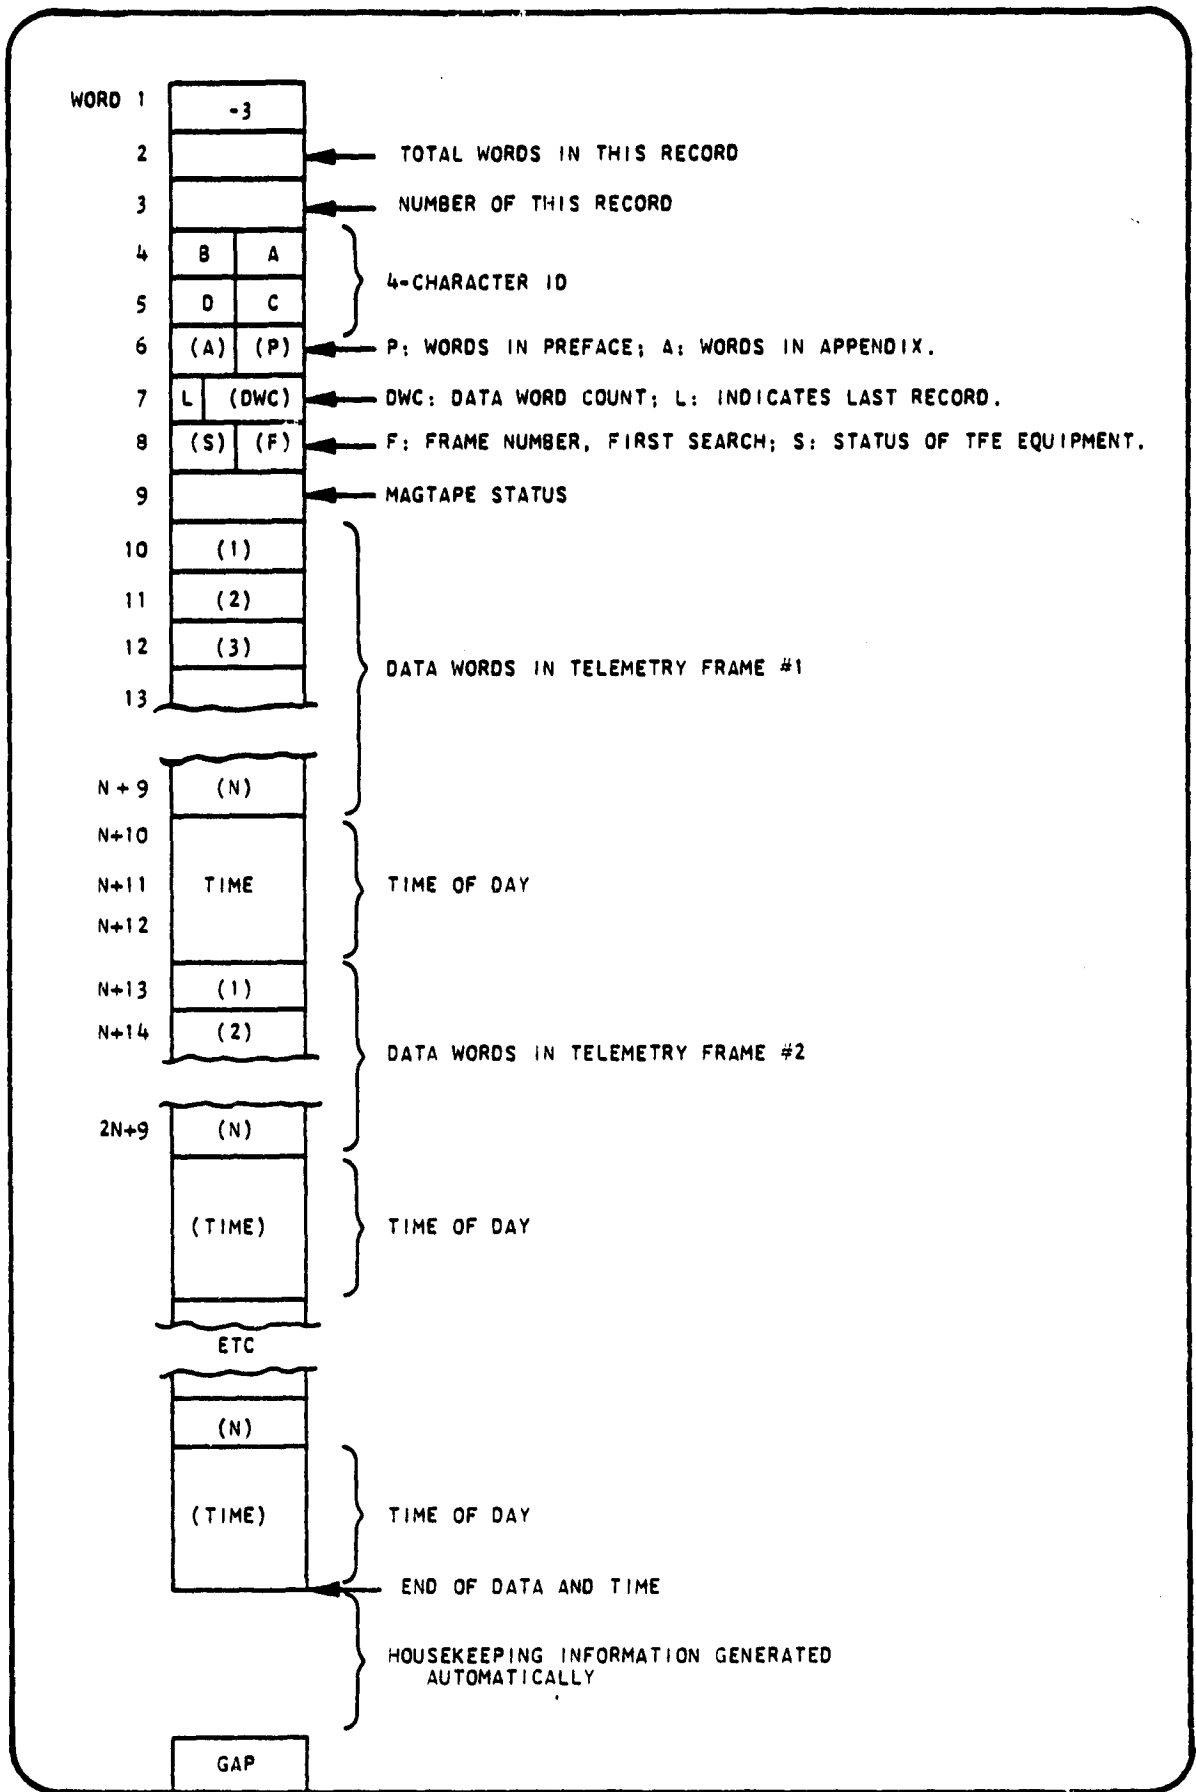 WORD 1 -3
2 TOTAL WORDS IN THIS RECORD
3 NUMBER OF THIS RECORD
4 B A
4-CHARACTER ID
5 D C
6 (A) (P) P: WORDS IN PREFACE; A: WORDS IN APPENDIX.
7 L (DWC) DWC: DATA WORD COUNT; L: INDICATES LAST RECORD.
8 (S) (F) F: FRAME NUMBER, FIRST SEARCH; S: STATUS OF TFE EQUIPMENT.
9 MAGTAPE STATUS
10 (1)
11 (2)
12 (3)
DATA WORDS IN TELEMETRY FRAME #1
13
N+9 (N)
N+10
N+11 TIME TIME OF DAY
N+12
N+13 (1)
N+14 (2)
DATA WORDS IN TELEMETRY FRAME #2
2N+9 (N)
(TIME) TIME OF DAY
ETC
(N)
(TIME) TIME OF DAY
END OF DATA AND TIME
HOUSEKEEPING INFORMATION GENERATED
AUTOMATICALLY
GAP